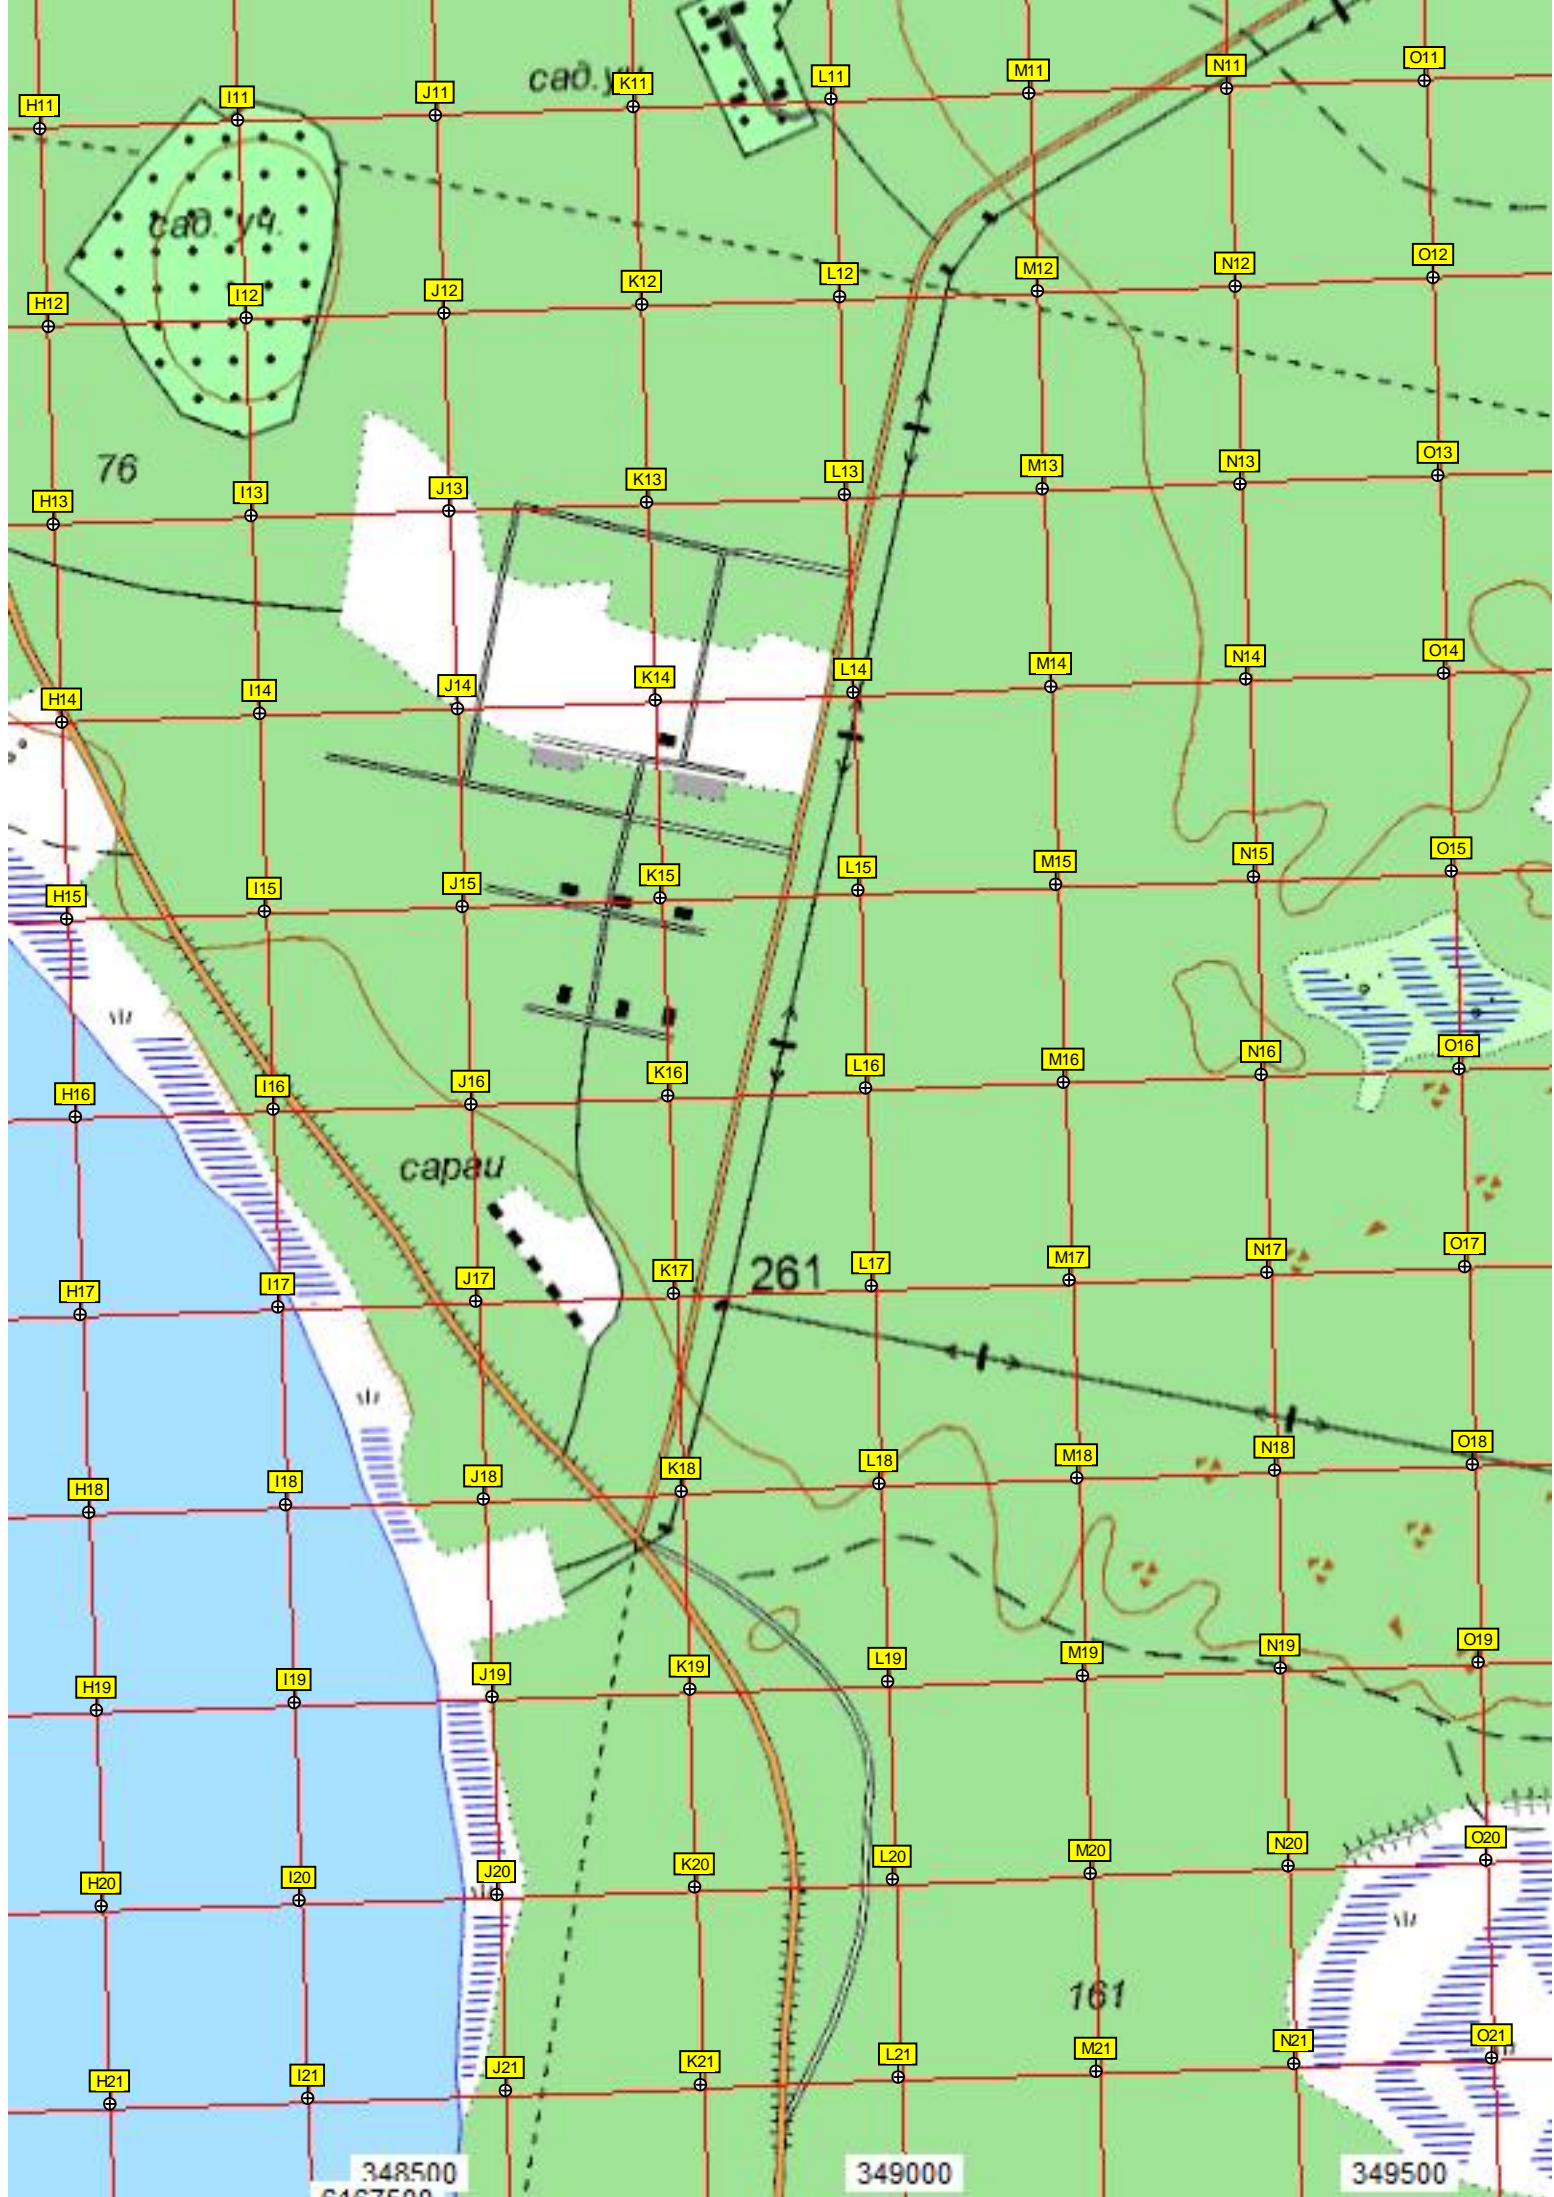 сад.уч.
H11 I11 J11 K11 L11 M11 N11 O11
сад. уч.
H12 I12 J12 K12 L12 M12 N12 O12
76
H13 I13 J13 K13 L13 M13 N13 O13
H14 I14 J14 K14 L14 M14 N14 O14
H15 I15 J15 K15 L15 M15 N15 O15
H16 I16 J16 K16 L16 M16 N16 O16
сараи
261
H17 I17 J17 K17 L17 M17 N17 O17
H18 I18 J18 K18 L18 M18 N18 O18
H19 I19 J19 K19 L19 M19 N19 O19
H20 I20 J20 K20 L20 M20 N20 O20
161
H21 I21 J21 K21 L21 M21 N21 O21
348500 349000 349500
6167500